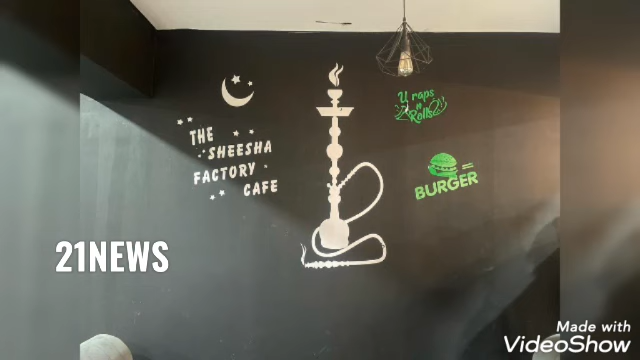 THE
SHEESHA
FACTORY
CAFE
U raps
n
Rolls
BURGER
21NEWS
Made with
VideoShow